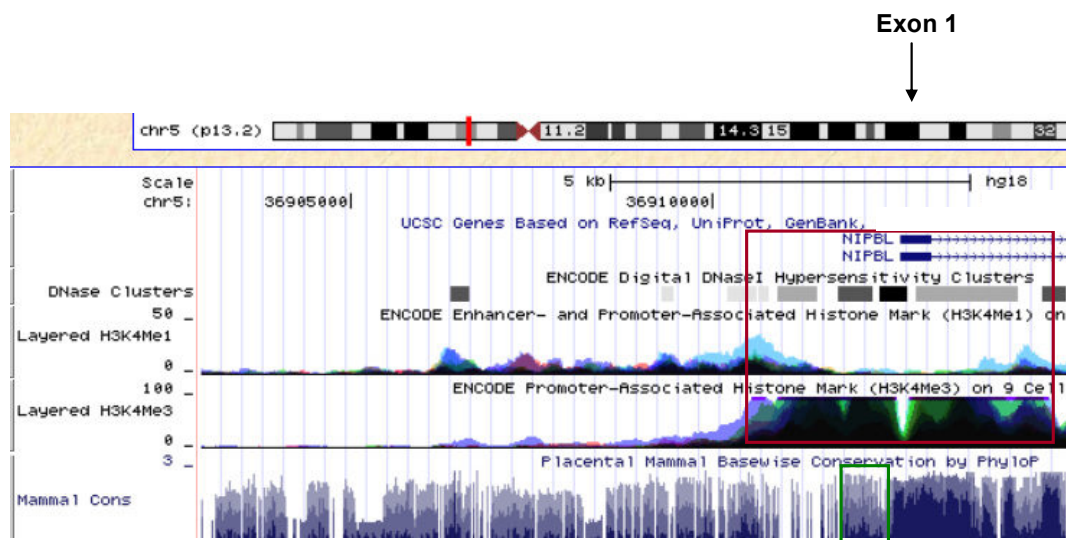 Exon 1
chr5 (p13.2) 11.2 14.3 15 32
Scale 5 kb hg18
chr5: 36905000 36910000
UCSC Genes Based on RefSeq, UniProt, GenBank,
NIPBL
NIPBL
ENCODE Digital DNaseI Hypersensitivity Clusters
DNase Clusters
50 _ ENCODE Enhancer- and Promoter-Associated Histone Mark (H3K4Me1) on
Layered H3K4Me1
0 _
100 _ ENCODE Promoter-Associated Histone Mark (H3K4Me3) on 9 Cell
Layered H3K4Me3
0 _
3 _ Placental Mammal Basewise Conservation by PhyloP
Mammal Cons